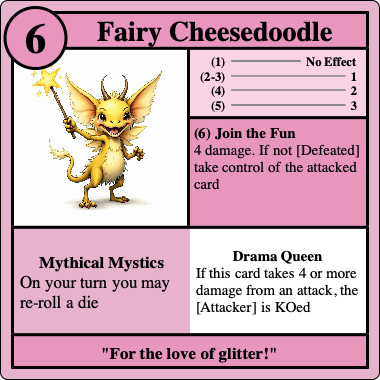 6
Fairy Cheesedoodle
(1) No Effect
(2-3) 1
(4) 2
(5) 3
(6) Join the Fun
4 damage. If not [Defeated]
take control of the attacked
card
Mythical Mystics
On your turn you may
re-roll a die
Drama Queen
If this card takes 4 or more
damage from an attack, the
[Attacker] is KOed
"For the love of glitter!"